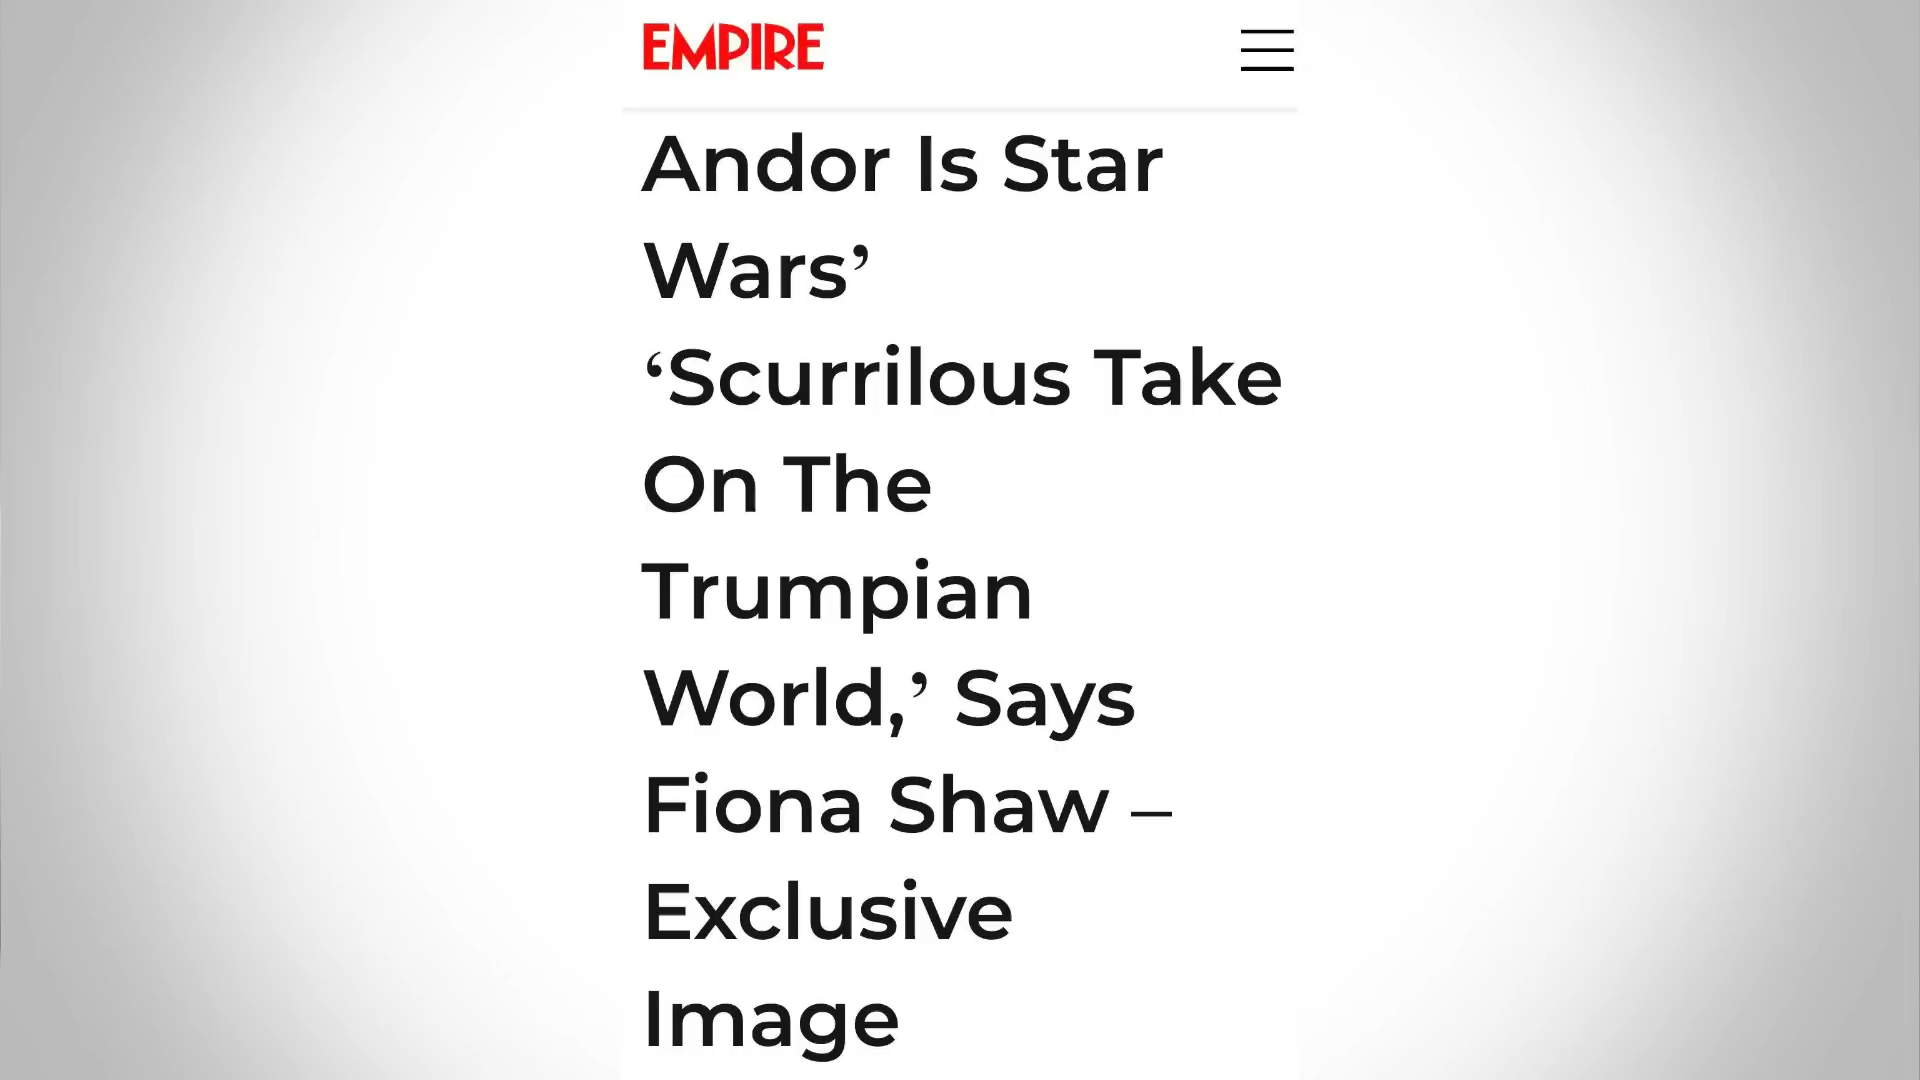 EMPIRE
Andor Is Star
Wars’
‘Scurrilous Take
On The
Trumpian
World,’ Says
Fiona Shaw –
Exclusive
Image